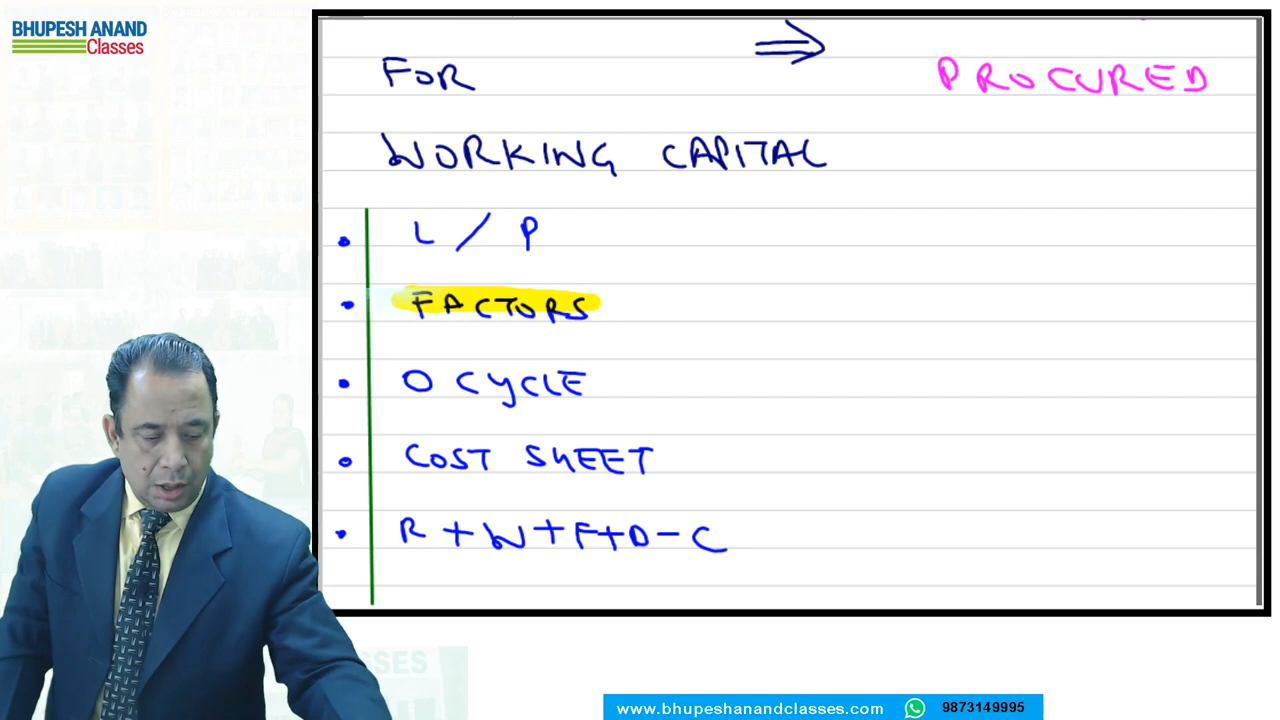 BHUPESH ANAND
Classes
⇒
FOR
PROCURED
WORKING CAPITAL
• L / P
• FACTORS
• O CYCLE
• COST SHEET
• R + W + F + D - C
www.bhupeshanandclasses.com 9873149995